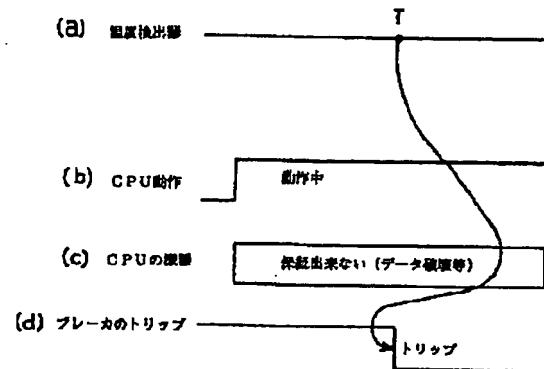 T
(a) 温度検出器
(b) CPU動作 動作中
(c) CPUの状態 保証出来ない (データ破壊等)
(d) ブレーカのトリップ トリップ